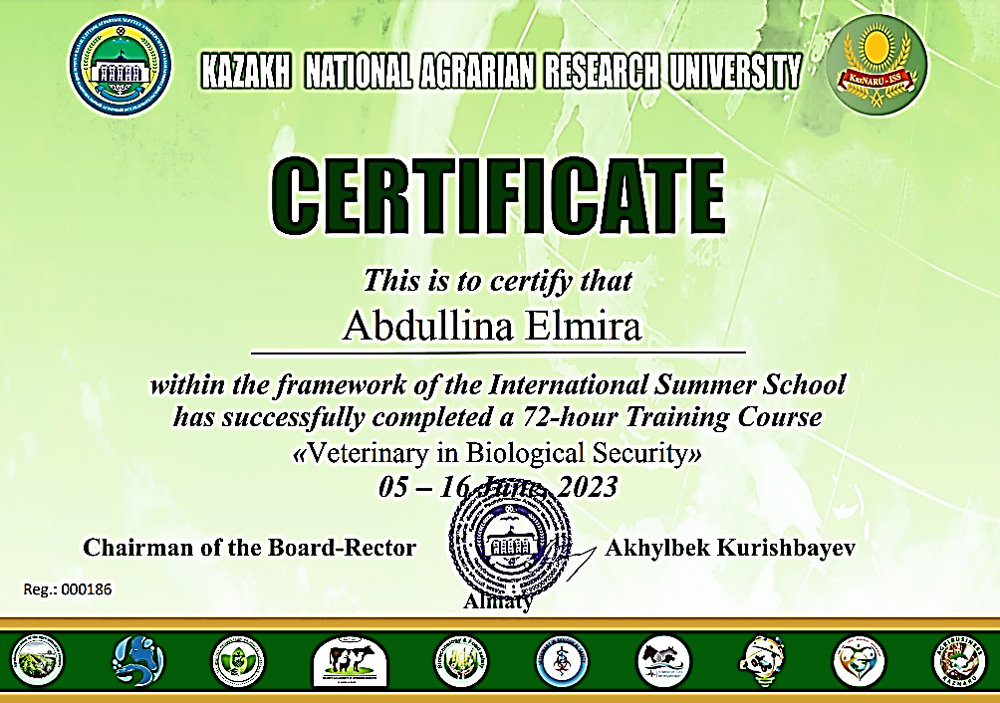 KAZAKH NATIONAL AGRARIAN RESEARCH UNIVERSITY
KazNARU - ISS
CERTIFICATE
This is to certify that
Abdullina Elmira
within the framework of the International Summer School
has successfully completed a 72-hour Training Course
«Veterinary in Biological Security»
05 – 16 June, 2023
Chairman of the Board-Rector
Akhylbek Kurishbayev
Reg.: 000186
Almaty